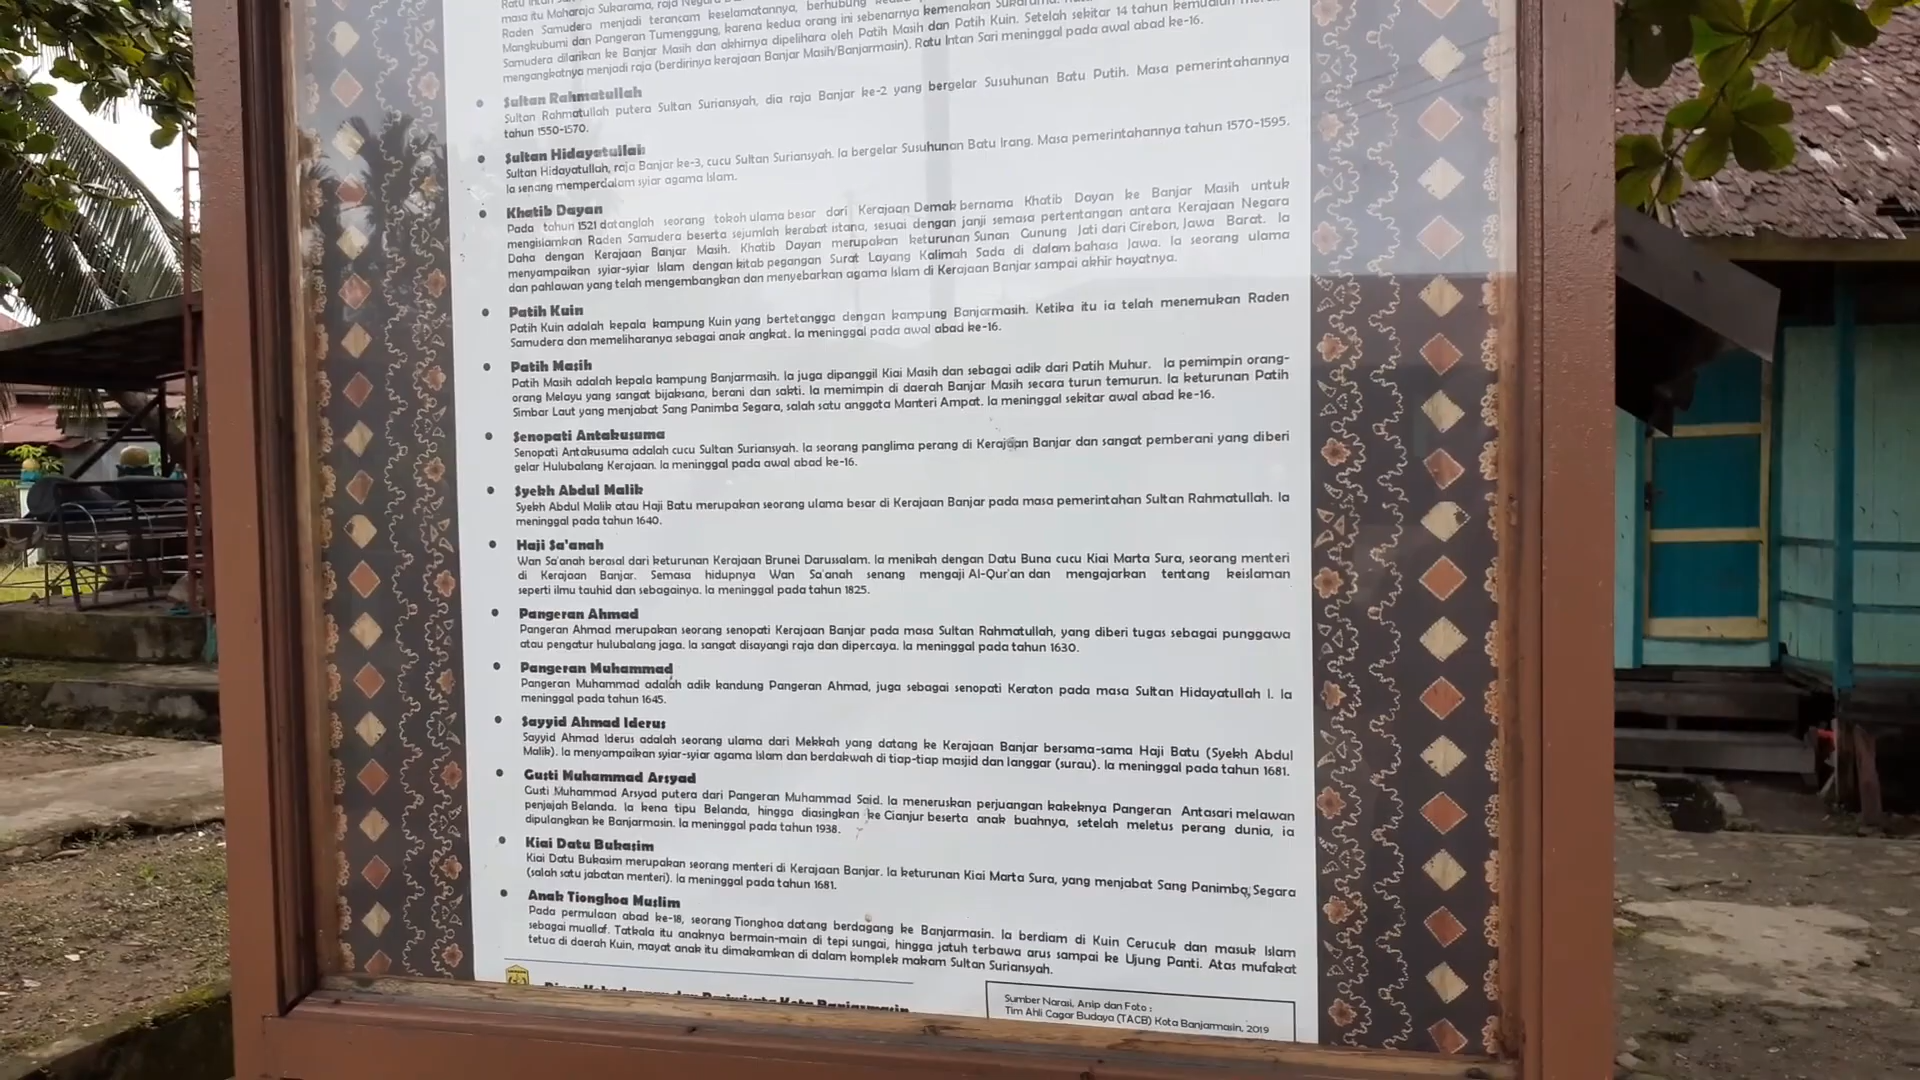 masa itu Maharaja Sukarama, raja
Raden Samudera menjadi terancam keselamatannya,
Mangkubumi dan Pangeran Tumenggung, karena kedua orang ini sebenarnya kemenakan
Samudera dilarikan ke Banjar Masih dan akhirnya dipelihara oleh Patih Masih dan Patih Kuin. Setelah sekitar 14 tahun kemudian
mengangkatnya menjadi raja (berdirinya kerajaan Banjar Masih/Banjarmasin). Ratu Intan Sari meninggal pada awal abad ke-16.
• Sultan Rahmatullah
Sultan Rahmatullah putera Sultan Suriansyah, dia raja Banjar ke-2 yang bergelar Susuhunan Batu Putih. Masa pemerintahannya
tahun 1550-1570.
• Sultan Hidayatullah
Sultan Hidayatullah, raja Banjar ke-3, cucu Sultan Suriansyah. Ia bergelar Susuhunan Batu Irang. Masa pemerintahannya tahun 1570-1595.
Ia senang memperdalam syiar agama Islam.
• Khatib Dayan
Pada tahun 1521 datanglah seorang tokoh ulama besar dari Kerajaan Demak bernama Khatib Dayan ke Banjar Masih untuk
mengislamkan Raden Samudera beserta sejumlah kerabat istana, sesuai dengan janji semasa pertentangan antara Kerajaan Negara
Daha dengan Kerajaan Banjar Masih. Khatib Dayan merupakan keturunan Sunan Gunung Jati dari Cirebon, Jawa Barat. Ia
menyampaikan syiar-syiar Islam dengan kitab pegangan Surat Layang Kalimah Sada di dalam bahasa Jawa. Ia seorang ulama
dan pahlawan yang telah mengembangkan dan menyebarkan agama Islam di Kerajaan Banjar sampai akhir hayatnya.
• Patih Kuin
Patih Kuin adalah kepala kampung Kuin yang bertetangga dengan kampung Banjarmasih. Ketika itu ia telah menemukan Raden
Samudera dan memeliharanya sebagai anak angkat. Ia meninggal pada awal abad ke-16.
• Patih Masih
Patih Masih adalah kepala kampung Banjarmasih. Ia juga dipanggil Kiai Masih dan sebagai adik dari Patih Muhur. Ia pemimpin orang-
orang Melayu yang sangat bijaksana, berani dan sakti. Ia memimpin di daerah Banjar Masih secara turun temurun. Ia keturunan Patih
Simbar Laut yang menjabat Sang Panimba Segara, salah satu anggota Manteri Ampat. Ia meninggal sekitar awal abad ke-16.
• Senopati Antakusuma
Senopati Antakusuma adalah cucu Sultan Suriansyah. Ia seorang panglima perang di Kerajaan Banjar dan sangat pemberani yang diberi
gelar Hulubalang Kerajaan. Ia meninggal pada awal abad ke-16.
• Syekh Abdul Malik
Syekh Abdul Malik atau Haji Batu merupakan seorang ulama besar di Kerajaan Banjar pada masa pemerintahan Sultan Rahmatullah. Ia
meninggal pada tahun 1640.
• Haji Sa'anah
Wan Sa'anah berasal dari keturunan Kerajaan Brunei Darussalam. Ia menikah dengan Datu Buna cucu Kiai Marta Sura, seorang menteri
di Kerajaan Banjar. Semasa hidupnya Wan Sa'anah senang mengaji Al-Qur'an dan mengajarkan tentang keislaman
seperti ilmu tauhid dan sebagainya. Ia meninggal pada tahun 1825.
• Pangeran Ahmad
Pangeran Ahmad merupakan seorang senopati Kerajaan Banjar pada masa Sultan Rahmatullah, yang diberi tugas sebagai punggawa
atau pengatur hulubalang jaga. Ia sangat disayangi raja dan dipercaya. Ia meninggal pada tahun 1630.
• Pangeran Muhammad
Pangeran Muhammad adalah adik kandung Pangeran Ahmad, juga sebagai senopati Keraton pada masa Sultan Hidayatullah I. Ia
meninggal pada tahun 1645.
• Sayyid Ahmad Iderus
Sayyid Ahmad Iderus adalah seorang ulama dari Mekkah yang datang ke Kerajaan Banjar bersama-sama Haji Batu (Syekh Abdul
Malik). Ia menyampaikan syiar-syiar agama Islam dan berdakwah di tiap-tiap masjid dan langgar (surau). Ia meninggal pada tahun 1681.
• Gusti Muhammad Arsyad
Gusti Muhammad Arsyad putera dari Pangeran Muhammad Said. Ia meneruskan perjuangan kakeknya Pangeran Antasari melawan
penjajah Belanda. Ia kena tipu Belanda, hingga diasingkan ke Cianjur beserta anak buahnya, setelah meletus perang dunia, ia
dipulangkan ke Banjarmasin. Ia meninggal pada tahun 1938.
• Kiai Datu Bukasim
Kiai Datu Bukasim merupakan seorang menteri di Kerajaan Banjar. Ia keturunan Kiai Marta Sura, yang menjabat Sang Panimba Segara
(salah satu jabatan menteri). Ia meninggal pada tahun 1681.
• Anak Tionghoa Muslim
Pada permulaan abad ke-18, seorang Tionghoa datang berdagang ke Banjarmasin. Ia berdiam di Kuin Cerucuk dan masuk Islam
sebagai muallaf. Tatkala itu anaknya bermain-main di tepi sungai, hingga jatuh terbawa arus sampai ke Ujung Panti. Atas mufakat
tetua di daerah Kuin, mayat anak itu dimakamkan di dalam komplek makam Sultan Suriansyah.
Dinas Kebudayaan dan Pariwisata Kota Banjarmasin
Sumber Narasi, Arsip dan Foto :
Tim Ahli Cagar Budaya (TACB) Kota Banjarmasin, 2019